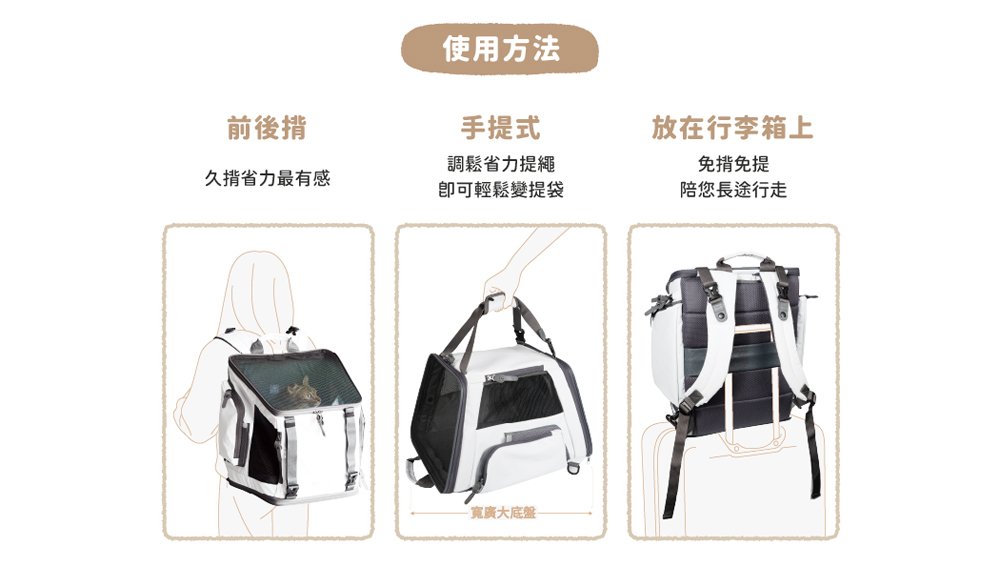 使用方法
前後揹
久揹省力最有感
手提式
調鬆省力提繩
即可輕鬆變提袋
放在行李箱上
免揹免提
陪您長途行走
寬廣大底盤